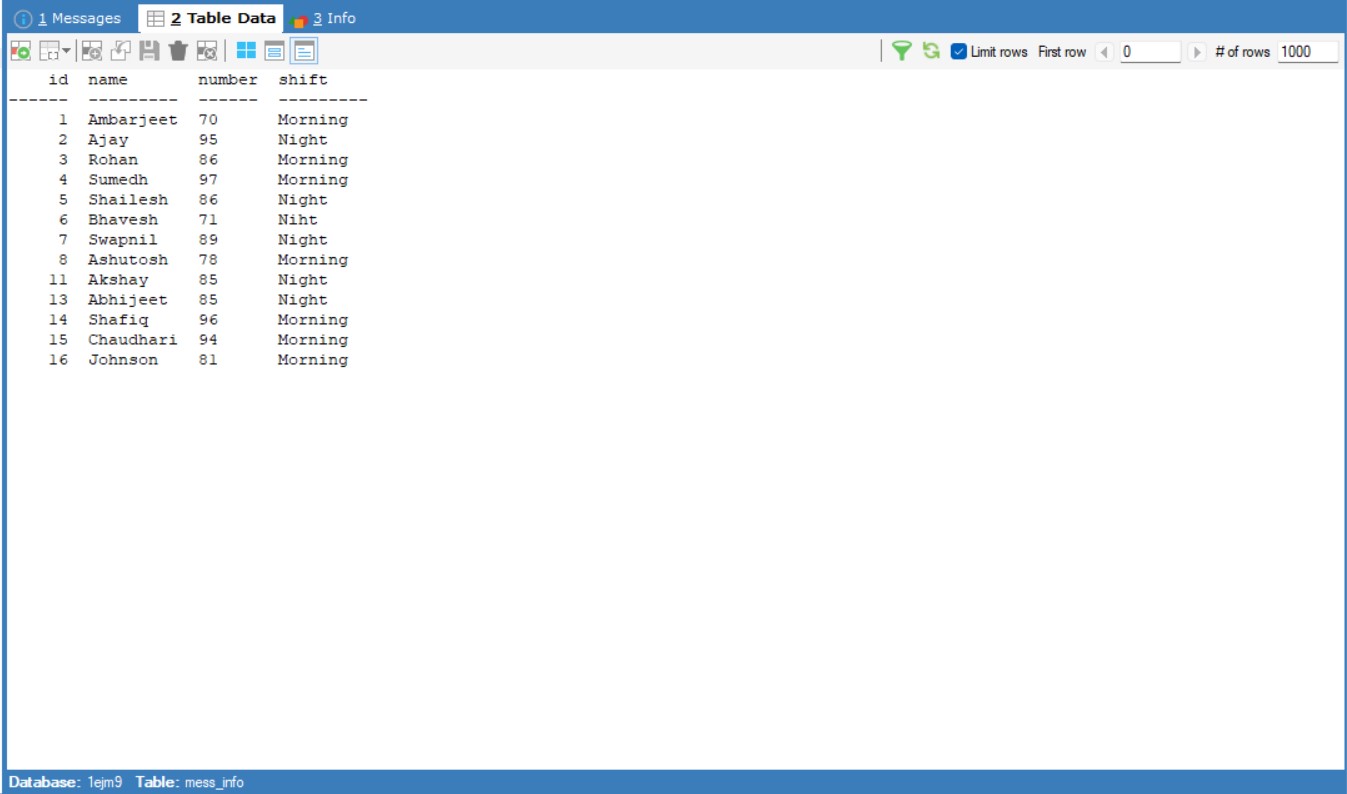 1 Messages 2 Table Data 3 Info
Limit rows First row 0 # of rows 1000
id name number shift
------ --------- ------ ---------
1 Ambarjeet 70 Morning
2 Ajay 95 Night
3 Rohan 86 Morning
4 Sumedh 97 Morning
5 Shailesh 86 Night
6 Bhavesh 71 Niht
7 Swapnil 89 Night
8 Ashutosh 78 Morning
11 Akshay 85 Night
13 Abhijeet 85 Night
14 Shafiq 96 Morning
15 Chaudhari 94 Morning
16 Johnson 81 Morning
Database: 1ejm9 Table: mess_info